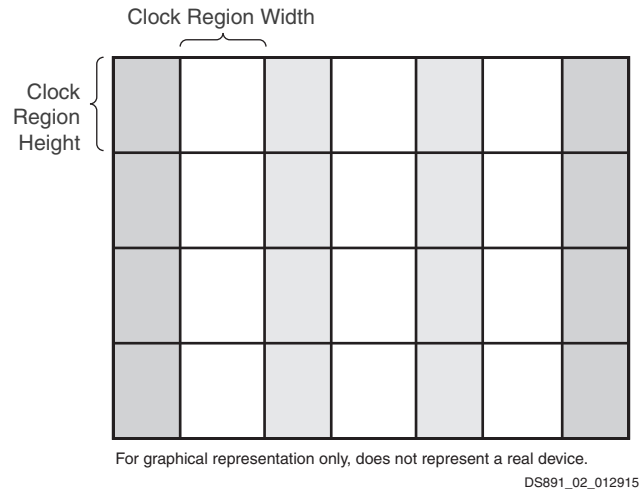 Clock Region Width
Clock
Region
Height
For graphical representation only, does not represent a real device.
DS891_02_012915